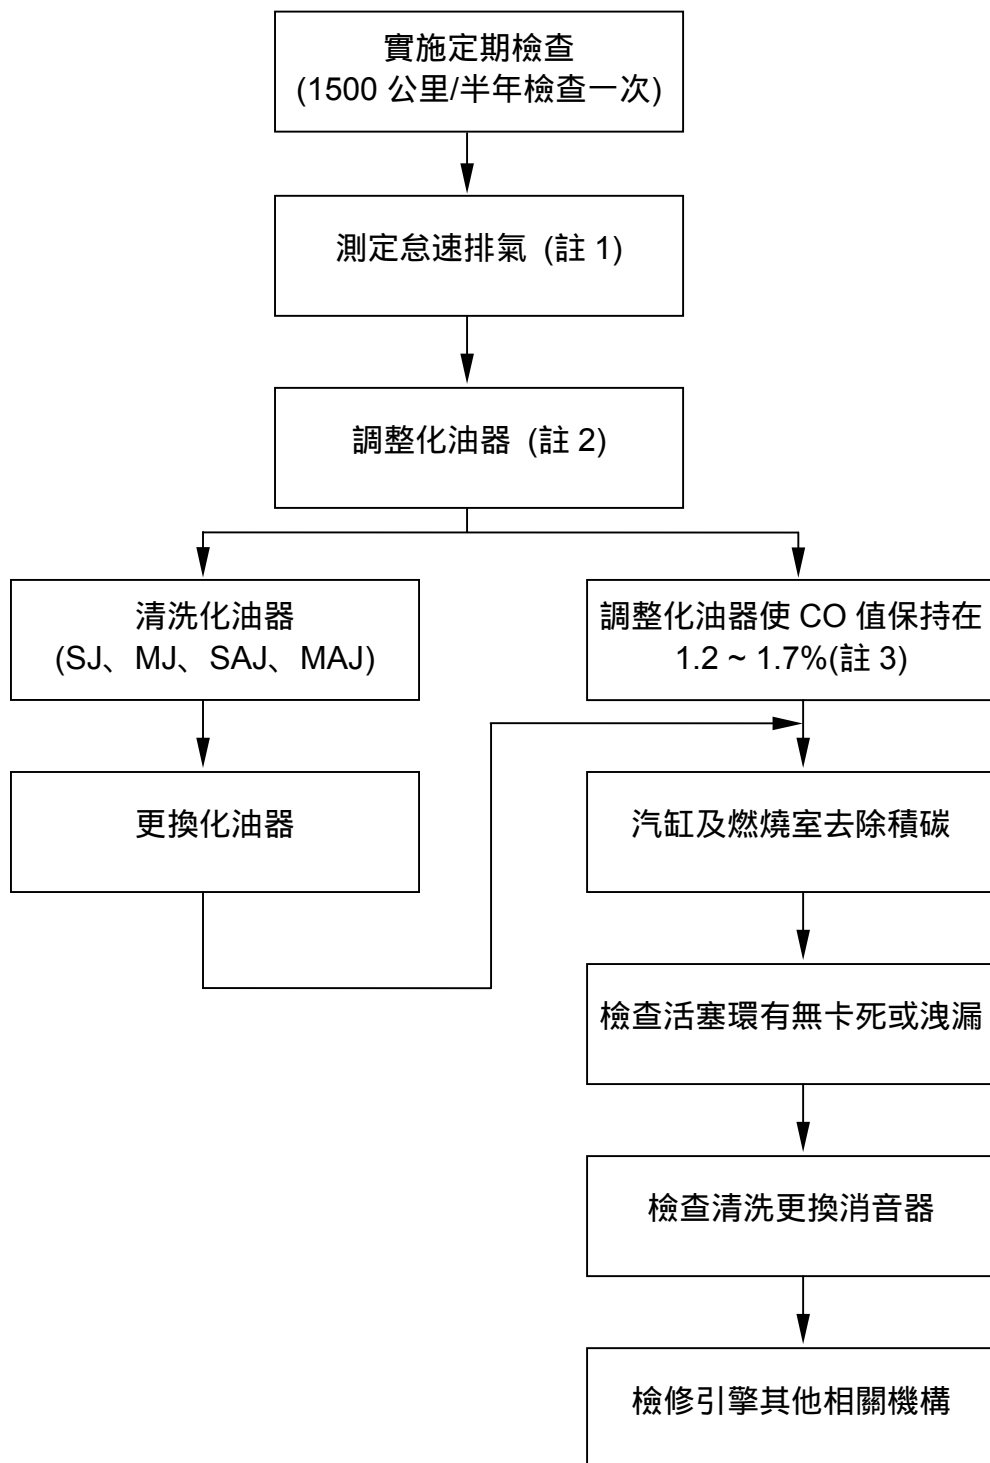 實施定期檢查
(1500 公里/半年檢查一次)
測定怠速排氣 (註 1)
調整化油器 (註 2)
清洗化油器
(SJ、MJ、SAJ、MAJ)
調整化油器使 CO 值保持在
1.2 ~ 1.7%(註 3)
更換化油器
汽缸及燃燒室去除積碳
檢查活塞環有無卡死或洩漏
檢查清洗更換消音器
檢修引擎其他相關機構